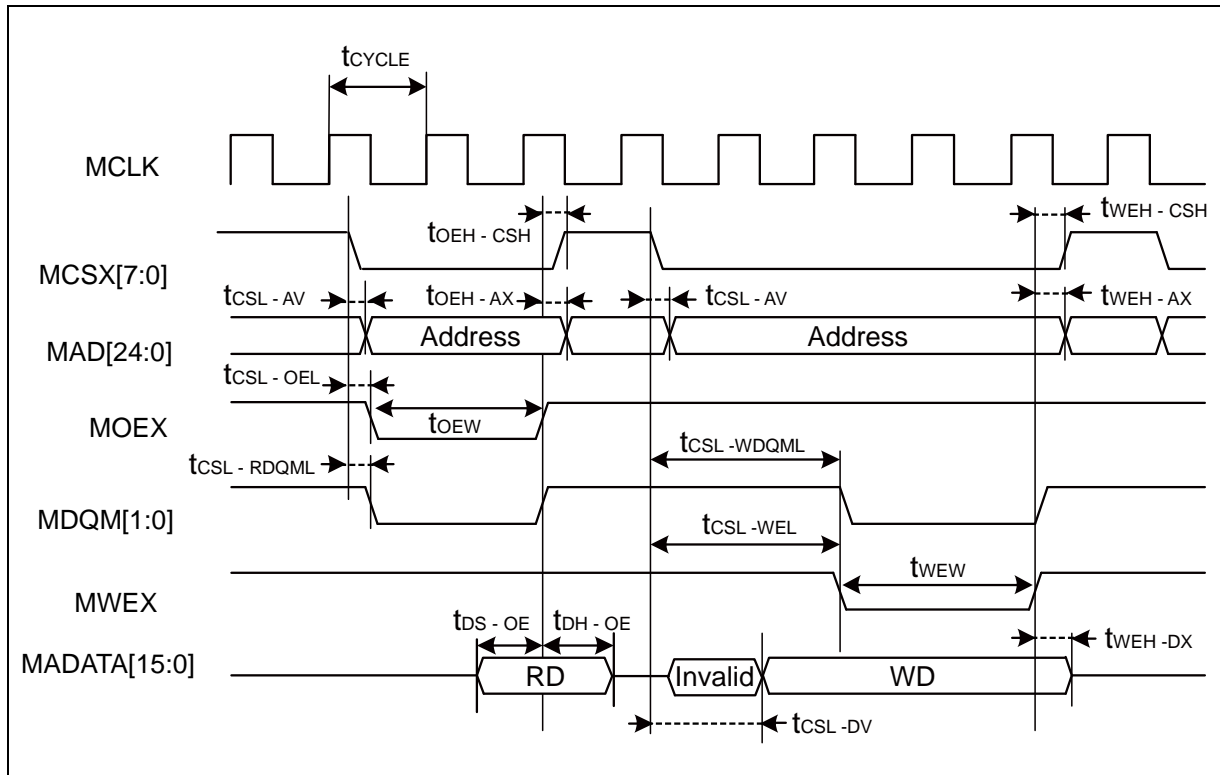 tCYCLE
MCLK
tOEH - CSH
tWEH - CSH
MCSX[7:0]
tCSL - AV
tOEH - AX
tCSL - AV
tWEH - AX
MAD[24:0]
Address
Address
tCSL - OEL
MOEX
tOEW
tCSL -WDQML
tCSL - RDQML
MDQM[1:0]
tCSL -WEL
tWEW
MWEX
tDS - OE
tDH - OE
tWEH -DX
MADATA[15:0]
RD
Invalid
WD
tCSL -DV